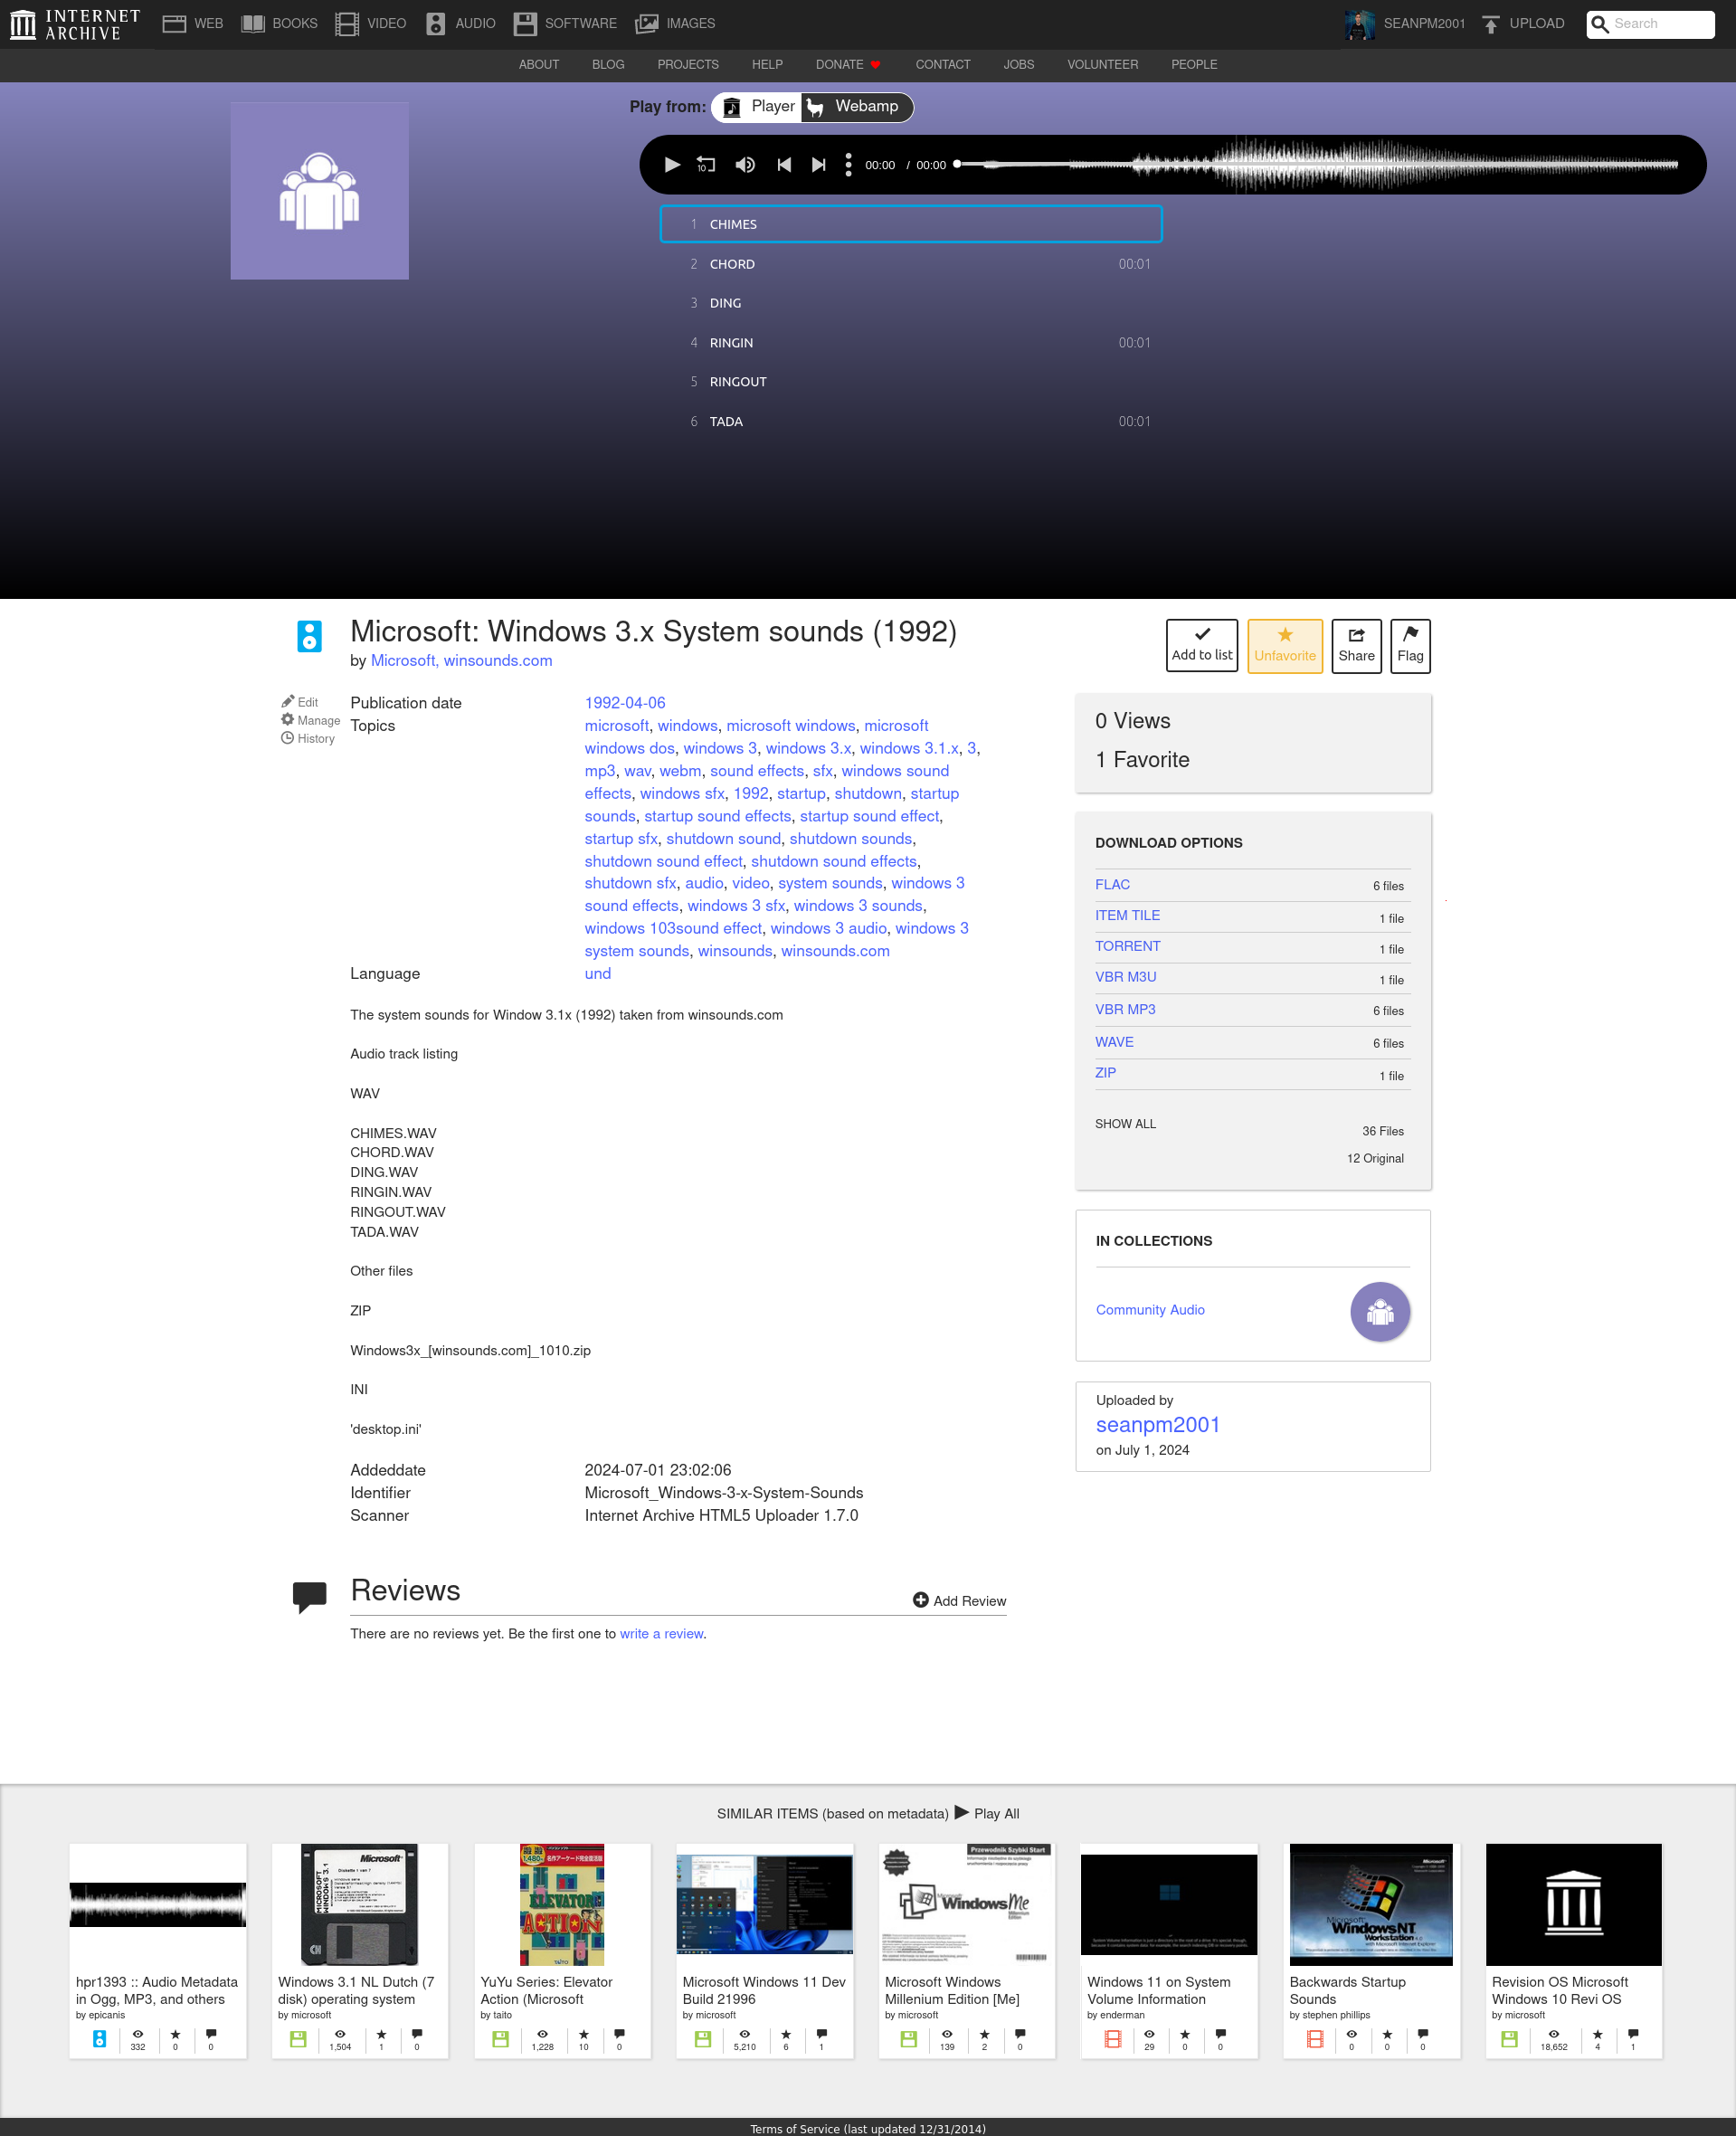 INTERNET ARCHIVE
WEB BOOKS VIDEO AUDIO SOFTWARE IMAGES SEANPM2001 UPLOAD Search
ABOUT BLOG PROJECTS HELP DONATE CONTACT JOBS VOLUNTEER PEOPLE
Play from: Player Webamp
10 00:00 / 00:00
1 CHIMES
2 CHORD 00:01
3 DING
4 RINGIN 00:01
5 RINGOUT
6 TADA 00:01
Microsoft: Windows 3.x System sounds (1992)
by Microsoft, winsounds.com
Add to list Unfavorite Share Flag
Edit
Manage
History
Publication date 1992-04-06
Topics microsoft, windows, microsoft windows, microsoft
windows dos, windows 3, windows 3.x, windows 3.1.x, 3,
mp3, wav, webm, sound effects, sfx, windows sound
effects, windows sfx, 1992, startup, shutdown, startup
sounds, startup sound effects, startup sound effect,
startup sfx, shutdown sound, shutdown sounds,
shutdown sound effect, shutdown sound effects,
shutdown sfx, audio, video, system sounds, windows 3
sound effects, windows 3 sfx, windows 3 sounds,
windows 103sound effect, windows 3 audio, windows 3
system sounds, winsounds, winsounds.com
Language und
The system sounds for Window 3.1x (1992) taken from winsounds.com
Audio track listing
WAV
CHIMES.WAV
CHORD.WAV
DING.WAV
RINGIN.WAV
RINGOUT.WAV
TADA.WAV
Other files
ZIP
Windows3x_[winsounds.com]_1010.zip
INI
'desktop.ini'
Addeddate 2024-07-01 23:02:06
Identifier Microsoft_Windows-3-x-System-Sounds
Scanner Internet Archive HTML5 Uploader 1.7.0
0 Views
1 Favorite
DOWNLOAD OPTIONS
FLAC 6 files
ITEM TILE 1 file
TORRENT 1 file
VBR M3U 1 file
VBR MP3 6 files
WAVE 6 files
ZIP 1 file
SHOW ALL 36 Files
12 Original
IN COLLECTIONS
Community Audio
Uploaded by
seanpm2001
on July 1, 2024
Reviews
Add Review
There are no reviews yet. Be the first one to write a review.
SIMILAR ITEMS (based on metadata) Play All
hpr1393 :: Audio Metadata
in Ogg, MP3, and others
by epicanis
332 0 0
Microsoft
MICROSOFT WINDOWS 3.1
Windows 3.1 NL Dutch (7
disk) operating system
by microsoft
1,504 1 0
ELEVATOR
ACTION
YuYu Series: Elevator
Action (Microsoft
by taito
1,228 10 0
Microsoft Windows 11 Dev
Build 21996
by microsoft
5,210 6 1
Przewodnik Szybki Start
Windows Me
Microsoft Windows
Millenium Edition [Me]
by microsoft
139 2 0
Windows 11 on System
Volume Information
by enderman
29 0 0
Microsoft
Windows NT
Workstation
Backwards Startup
Sounds
by stephen phillips
0 0 0
Revision OS Microsoft
Windows 10 Revi OS
by microsoft
18,652 4 1
Terms of Service (last updated 12/31/2014)